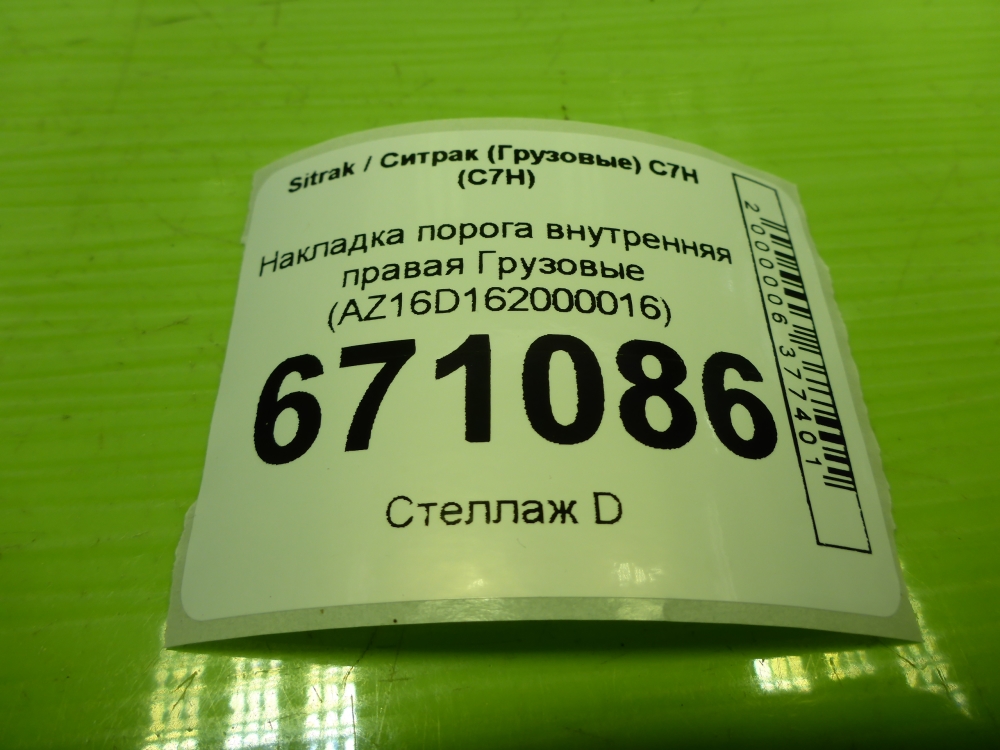 Sitrak / Ситрак (Грузовые) C7H
(C7H)
Накладка порога внутренняя
правая Грузовые
(AZ16D162000016)
671086
Стеллаж D
2000006377401